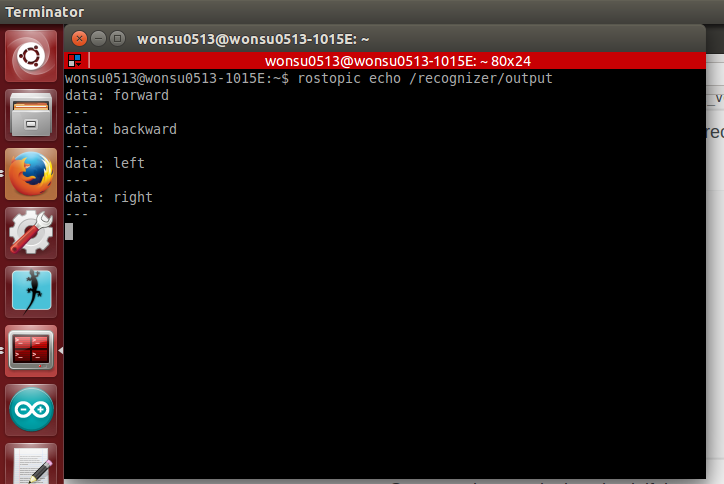 Terminator
wonsu0513@wonsu0513-1015E: ~
wonsu0513@wonsu0513-1015E: ~ 80x24
wonsu0513@wonsu0513-1015E:~$ rostopic echo /recognizer/output
data: forward
---
data: backward
---
data: left
---
data: right
---